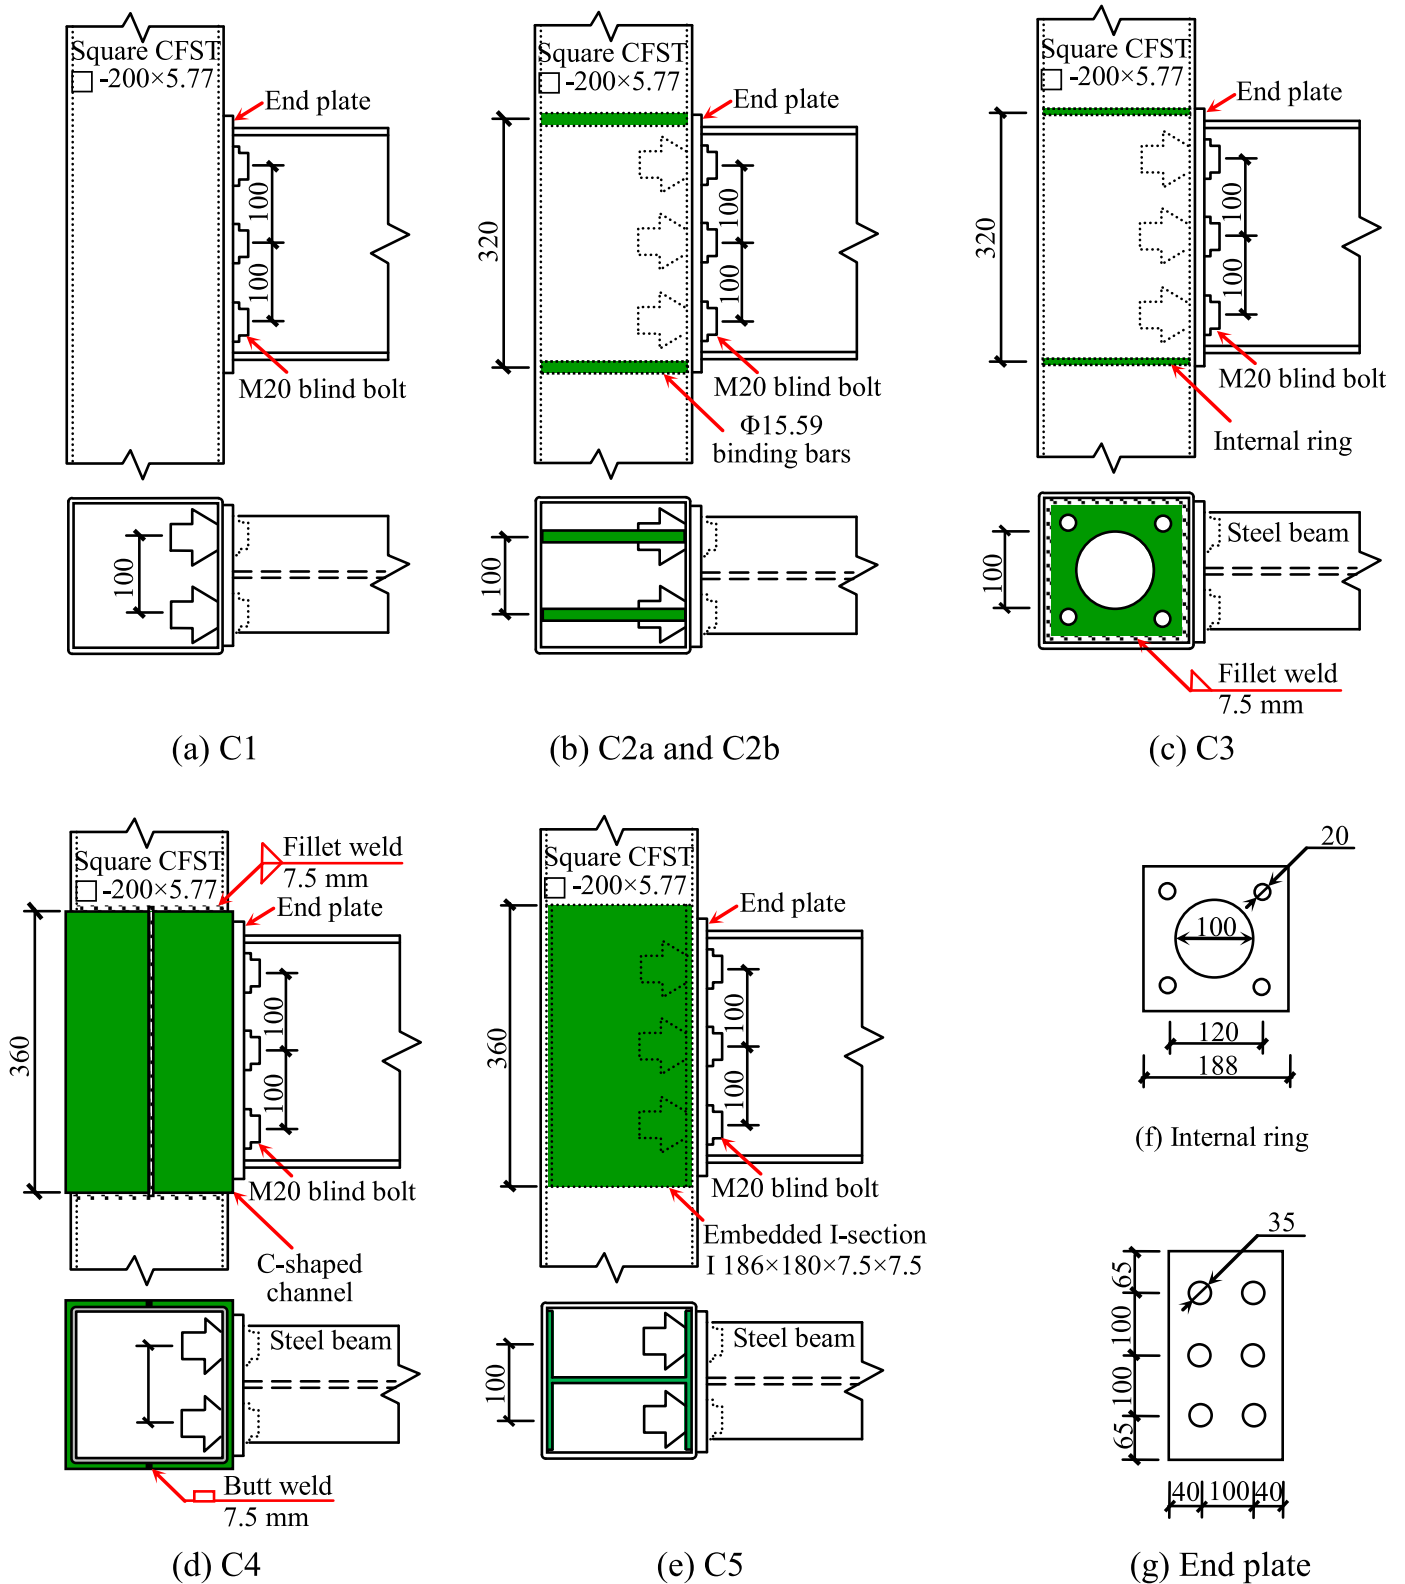 Square CFST
□ -200×5.77
End plate
100
100
M20 blind bolt
100
(a) C1
Square CFST
□ -200×5.77
End plate
320
100
100
M20 blind bolt
Φ15.59
binding bars
100
(b) C2a and C2b
Square CFST
□ -200×5.77
End plate
320
100
100
M20 blind bolt
Internal ring
Steel beam
100
Fillet weld
7.5 mm
(c) C3
Fillet weld
7.5 mm
Square CFST
□ -200×5.77
End plate
360
100
100
M20 blind bolt
C-shaped
channel
Steel beam
Butt weld
7.5 mm
(d) C4
Square CFST
□ -200×5.77
End plate
360
100
100
M20 blind bolt
Embedded I-section
I 186×180×7.5×7.5
Steel beam
100
(e) C5
20
100
120
188
(f) Internal ring
35
65
100
100
65
40 100 40
(g) End plate